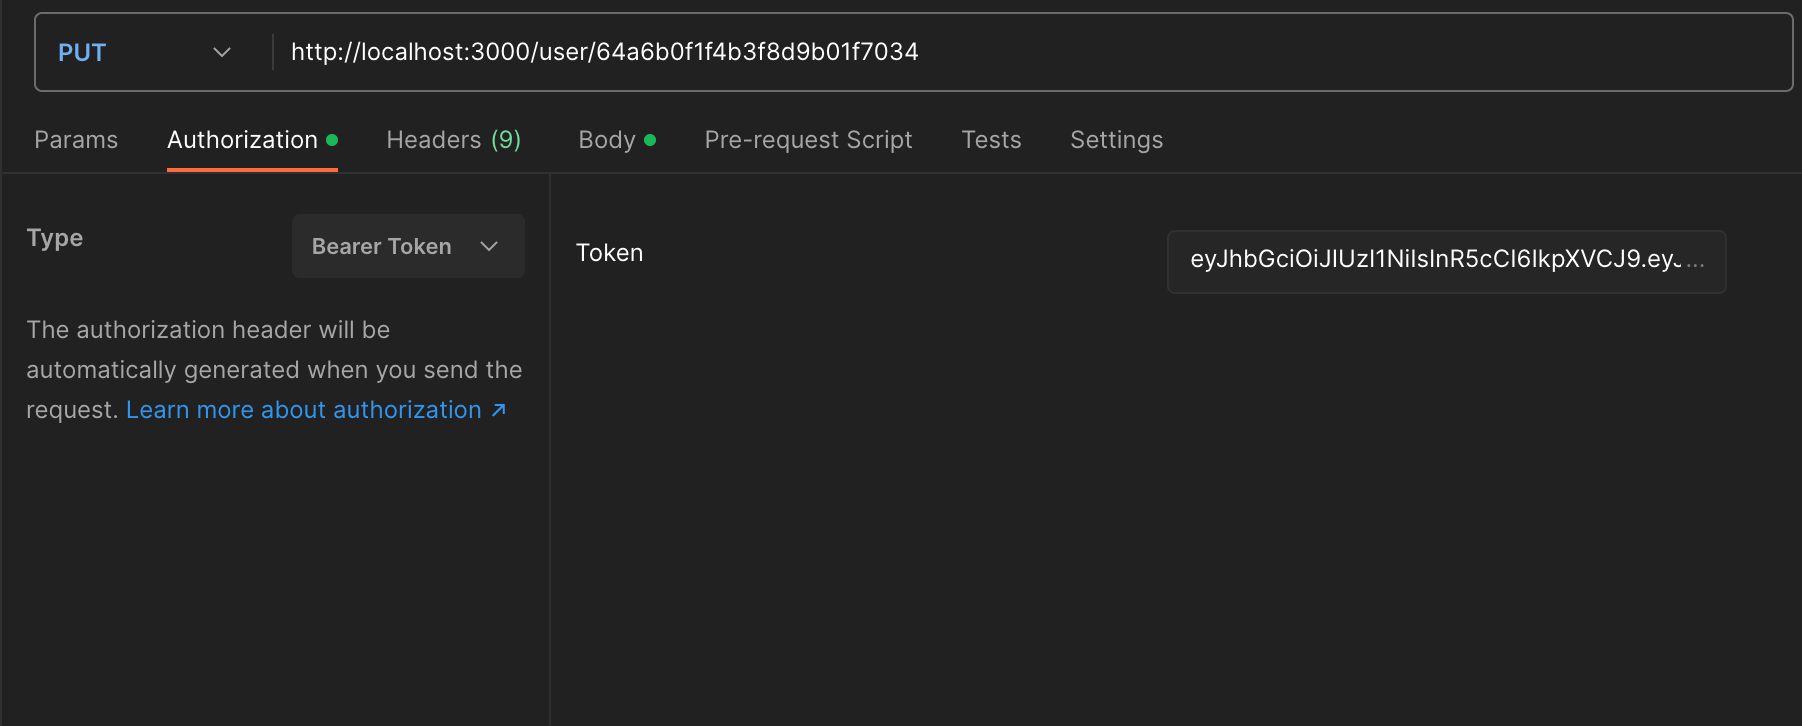 PUT http://localhost:3000/user/64a6b0f1f4b3f8d9b01f7034
Params Authorization Headers (9) Body Pre-request Script Tests Settings
Type Bearer Token
Token eyJhbGciOiJIUzI1NiIsInR5cCI6IkpXVCJ9.eyJ...
The authorization header will be
automatically generated when you send the
request. Learn more about authorization ↗